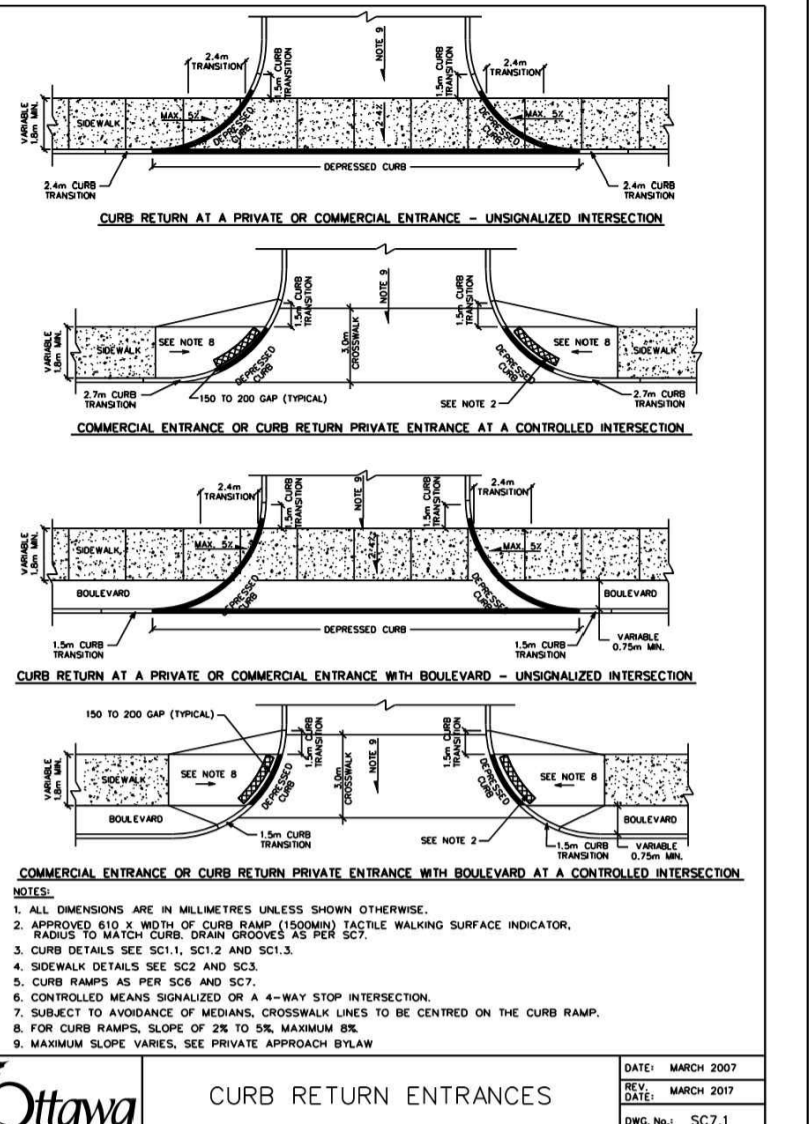 2.4m
TRANSITION
1.5m CURB
TRANSITION
NOTE 9
1.5m CURB
TRANSITION
2.4m
TRANSITION
VARIABLE
1.8m MIN.
SIDEWALK
MAX. 5%
DEPRESSED
CURB
2-4%
DEPRESSED
CURB
MAX. 5%
DEPRESSED CURB
2.4m CURB
TRANSITION
2.4m CURB
TRANSITION
CURB RETURN AT A PRIVATE OR COMMERCIAL ENTRANCE - UNSIGNALIZED INTERSECTION
1.5m CURB
TRANSITION
3.0m
CROSSWALK
NOTE 9
1.5m CURB
TRANSITION
VARIABLE
1.8m MIN.
SIDEWALK
SEE NOTE 8
DEPRESSED
CURB
DEPRESSED
CURB
SEE NOTE 8
SIDEWALK
2.7m CURB
TRANSITION
150 TO 200 GAP (TYPICAL)
SEE NOTE 2
2.7m CURB
TRANSITION
COMMERCIAL ENTRANCE OR CURB RETURN PRIVATE ENTRANCE AT A CONTROLLED INTERSECTION
2.4m
TRANSITION
1.5m CURB
TRANSITION
NOTE 9
1.5m CURB
TRANSITION
2.4m
TRANSITION
VARIABLE
1.8m MIN.
SIDEWALK
MAX. 5%
2-4%
MAX. 5%
BOULEVARD
DEPRESSED
CURB
DEPRESSED
CURB
BOULEVARD
DEPRESSED CURB
1.5m CURB
TRANSITION
1.5m CURB
TRANSITION
VARIABLE
0.75m MIN.
CURB RETURN AT A PRIVATE OR COMMERCIAL ENTRANCE WITH BOULEVARD - UNSIGNALIZED INTERSECTION
150 TO 200 GAP (TYPICAL)
1.5m CURB
TRANSITION
3.0m
CROSSWALK
NOTE 9
1.5m CURB
TRANSITION
VARIABLE
1.8m MIN.
SIDEWALK
SEE NOTE 8
DEPRESSED
CURB
DEPRESSED
CURB
SEE NOTE 8
SIDEWALK
BOULEVARD
BOULEVARD
1.5m CURB
TRANSITION
SEE NOTE 2
1.5m CURB
TRANSITION
VARIABLE
0.75m MIN.
COMMERCIAL ENTRANCE OR CURB RETURN PRIVATE ENTRANCE WITH BOULEVARD AT A CONTROLLED INTERSECTION
NOTES:
1. ALL DIMENSIONS ARE IN MILLIMETRES UNLESS SHOWN OTHERWISE.
2. APPROVED 610 X WIDTH OF CURB RAMP (1500MIN) TACTILE WALKING SURFACE INDICATOR,
RADIUS TO MATCH CURB. DRAIN GROOVES AS PER SC7.
3. CURB DETAILS SEE SC1.1, SC1.2 AND SC1.3.
4. SIDEWALK DETAILS SEE SC2 AND SC3.
5. CURB RAMPS AS PER SC6 AND SC7.
6. CONTROLLED MEANS SIGNALIZED OR A 4-WAY STOP INTERSECTION.
7. SUBJECT TO AVOIDANCE OF MEDIANS, CROSSWALK LINES TO BE CENTRED ON THE CURB RAMP.
8. FOR CURB RAMPS, SLOPE OF 2% TO 5%, MAXIMUM 8%.
9. MAXIMUM SLOPE VARIES, SEE PRIVATE APPROACH BYLAW
Ottawa
CURB RETURN ENTRANCES
DATE: MARCH 2007
REV. DATE: MARCH 2017
DWG. No.: SC7.1